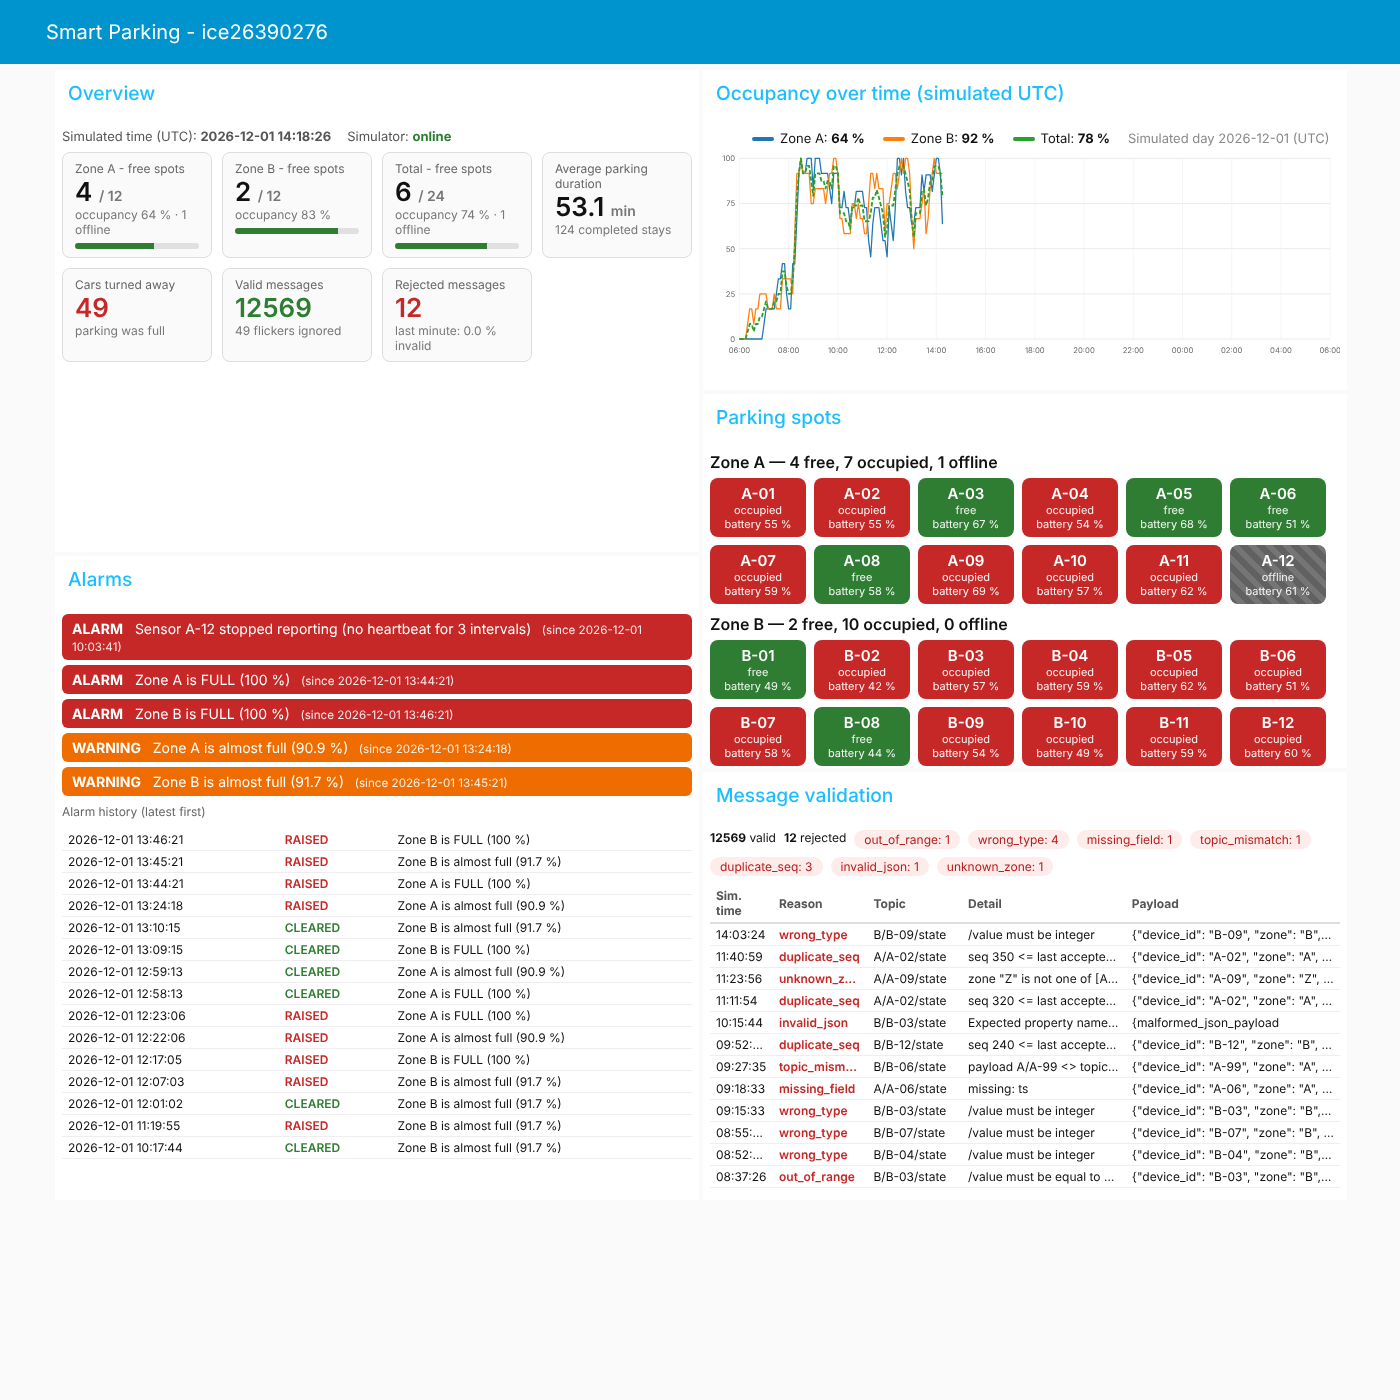 Smart Parking - ice26390276
Overview
Simulated time (UTC): 2026-12-01 14:18:26 Simulator: online
Zone A - free spots
4 / 12
occupancy 64 % · 1
offline
Zone B - free spots
2 / 12
occupancy 83 %
Total - free spots
6 / 24
occupancy 74 % · 1
offline
Average parking
duration
53.1 min
124 completed stays
Cars turned away
49
parking was full
Valid messages
12569
49 flickers ignored
Rejected messages
12
last minute: 0.0 %
invalid
Alarms
ALARM Sensor A-12 stopped reporting (no heartbeat for 3 intervals) (since 2026-12-01
10:03:41)
ALARM Zone A is FULL (100 %) (since 2026-12-01 13:44:21)
ALARM Zone B is FULL (100 %) (since 2026-12-01 13:46:21)
WARNING Zone A is almost full (90.9 %) (since 2026-12-01 13:24:18)
WARNING Zone B is almost full (91.7 %) (since 2026-12-01 13:45:21)
Alarm history (latest first)
2026-12-01 13:46:21 RAISED Zone B is FULL (100 %)
2026-12-01 13:45:21 RAISED Zone B is almost full (91.7 %)
2026-12-01 13:44:21 RAISED Zone A is FULL (100 %)
2026-12-01 13:24:18 RAISED Zone A is almost full (90.9 %)
2026-12-01 13:10:15 CLEARED Zone B is almost full (91.7 %)
2026-12-01 13:09:15 CLEARED Zone B is FULL (100 %)
2026-12-01 12:59:13 CLEARED Zone A is almost full (90.9 %)
2026-12-01 12:58:13 CLEARED Zone A is FULL (100 %)
2026-12-01 12:23:06 RAISED Zone A is FULL (100 %)
2026-12-01 12:22:06 RAISED Zone A is almost full (90.9 %)
2026-12-01 12:17:05 RAISED Zone B is FULL (100 %)
2026-12-01 12:07:03 RAISED Zone B is almost full (91.7 %)
2026-12-01 12:01:02 CLEARED Zone B is almost full (91.7 %)
2026-12-01 11:19:55 RAISED Zone B is almost full (91.7 %)
2026-12-01 10:17:44 CLEARED Zone B is almost full (91.7 %)
Occupancy over time (simulated UTC)
Zone A: 64 % Zone B: 92 % Total: 78 % Simulated day 2026-12-01 (UTC)
100
75
50
25
0
06:00 08:00 10:00 12:00 14:00 16:00 18:00 20:00 22:00 00:00 02:00 04:00 06:00
Parking spots
Zone A — 4 free, 7 occupied, 1 offline
A-01 A-02 A-03 A-04 A-05 A-06
occupied occupied free occupied free free
battery 55 % battery 55 % battery 67 % battery 54 % battery 68 % battery 51 %
A-07 A-08 A-09 A-10 A-11 A-12
occupied free occupied occupied occupied offline
battery 59 % battery 58 % battery 69 % battery 57 % battery 62 % battery 61 %
Zone B — 2 free, 10 occupied, 0 offline
B-01 B-02 B-03 B-04 B-05 B-06
free occupied occupied occupied occupied occupied
battery 49 % battery 42 % battery 57 % battery 59 % battery 62 % battery 51 %
B-07 B-08 B-09 B-10 B-11 B-12
occupied free occupied occupied occupied occupied
battery 58 % battery 44 % battery 54 % battery 49 % battery 59 % battery 60 %
Message validation
12569 valid 12 rejected out_of_range: 1 wrong_type: 4 missing_field: 1 topic_mismatch: 1
duplicate_seq: 3 invalid_json: 1 unknown_zone: 1
Sim.
time Reason Topic Detail Payload
14:03:24 wrong_type B/B-09/state /value must be integer {"device_id": "B-09", "zone": "B",...
11:40:59 duplicate_seq A/A-02/state seq 350 <= last accepte... {"device_id": "A-02", "zone": "A", ...
11:23:56 unknown_z... A/A-09/state zone "Z" is not one of [A... {"device_id": "A-09", "zone": "Z", ...
11:11:54 duplicate_seq A/A-02/state seq 320 <= last accepte... {"device_id": "A-02", "zone": "A", ...
10:15:44 invalid_json B/B-03/state Expected property name... {malformed_json_payload
09:52:... duplicate_seq B/B-12/state seq 240 <= last accepte... {"device_id": "B-12", "zone": "B", ...
09:27:35 topic_mism... B/B-06/state payload A/A-99 <> topic... {"device_id": "A-99", "zone": "A", ...
09:18:33 missing_field A/A-06/state missing: ts {"device_id": "A-06", "zone": "A", ...
09:15:33 wrong_type B/B-03/state /value must be integer {"device_id": "B-03", "zone": "B",...
08:55:... wrong_type B/B-07/state /value must be integer {"device_id": "B-07", "zone": "B", ...
08:52:... wrong_type B/B-04/state /value must be integer {"device_id": "B-04", "zone": "B",...
08:37:26 out_of_range B/B-03/state /value must be equal to ... {"device_id": "B-03", "zone": "B",...